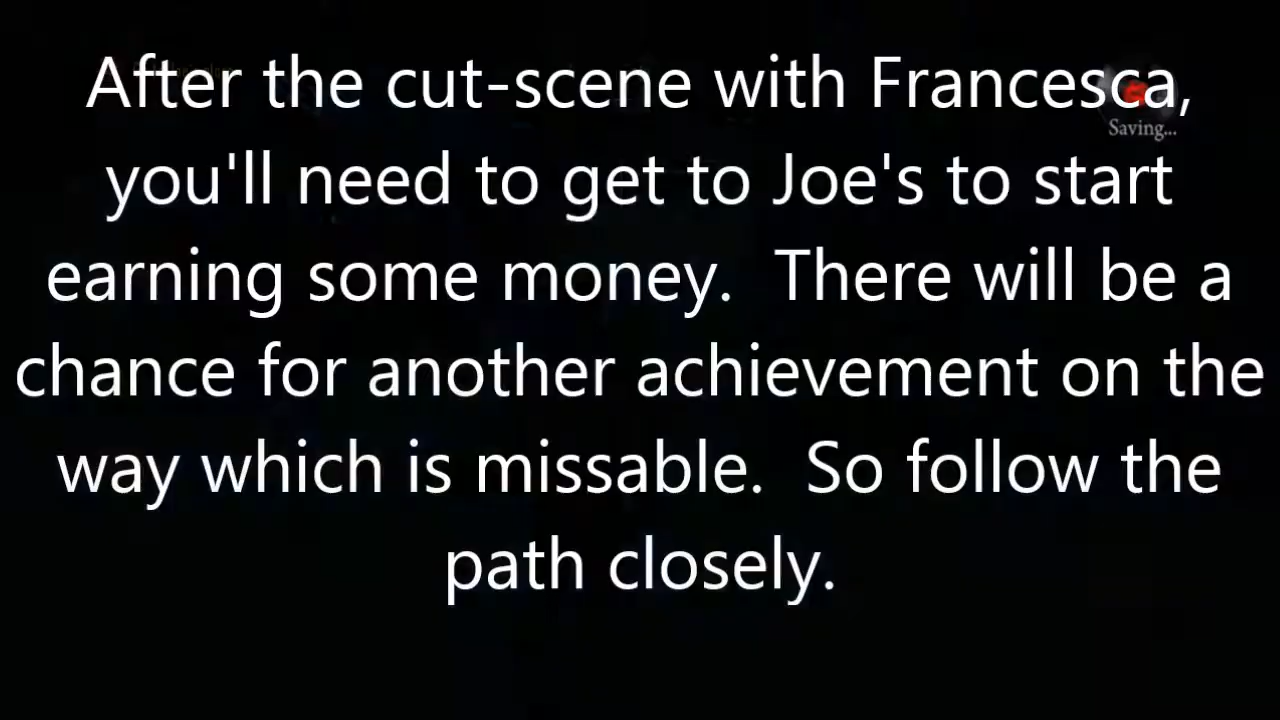 After the cut-scene with Francesca,
Saving...
you'll need to get to Joe's to start
earning some money.  There will be a
chance for another achievement on the
way which is missable.  So follow the
path closely.